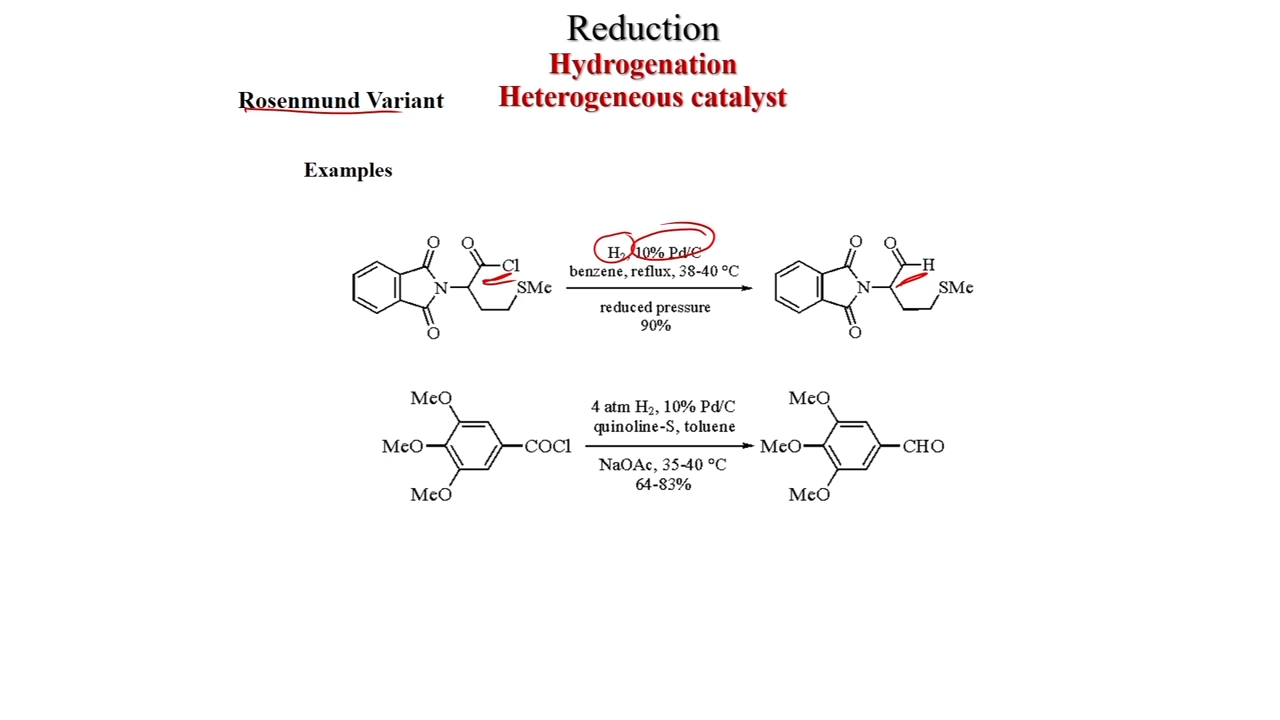 Reduction
Hydrogenation
Heterogeneous catalyst
Rosenmund Variant
Examples
O O Cl N SMe O
H₂, 10% Pd/C
benzene, reflux, 38-40 °C
reduced pressure
90%
O O H N SMe O
MeO MeO COCl MeO
4 atm H₂, 10% Pd/C
quinoline-S, toluene
NaOAc, 35-40 °C
64-83%
MeO MeO CHO MeO